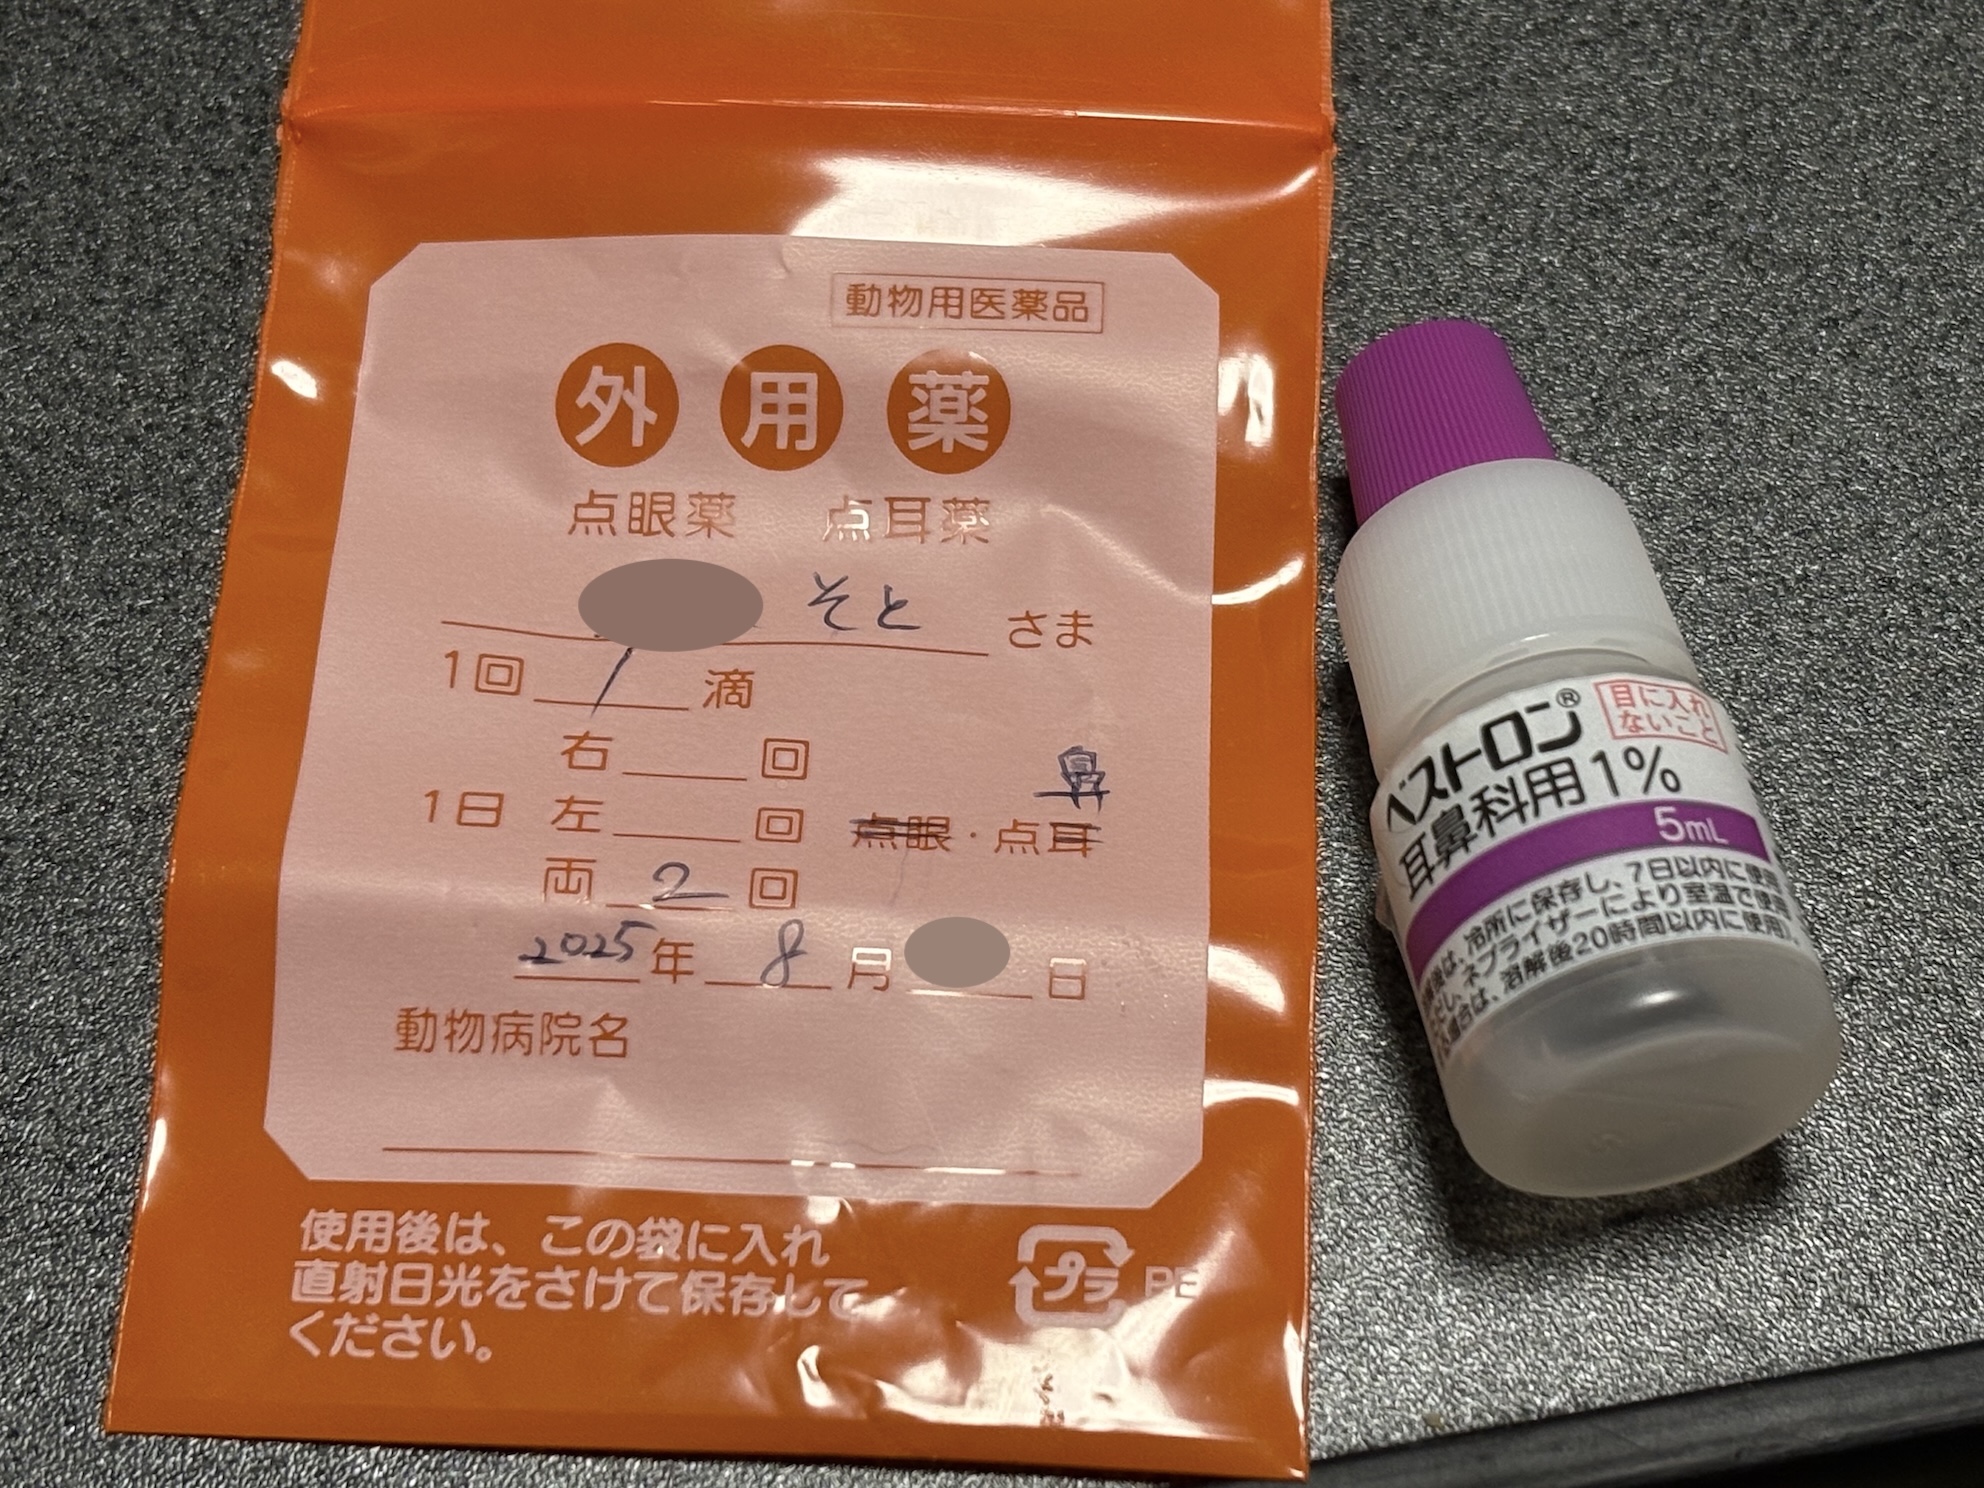 動物用医薬品
外用薬
点眼薬 点耳薬
そと さま
1回 1 滴
右 回
鼻
1日 左 回 点眼・点耳
両 2 回
2025年 8 月 日
動物病院名
使用後は、この袋に入れ
直射日光をさけて保存して
ください。
プラ PE
目に入れ
ないこと
ベストロン®
耳鼻科用1%
5mL
後は、冷所に保存し、7日以内に使
し、ネブライザーにより室温で使用
場合は、溶解後20時間以内に使用